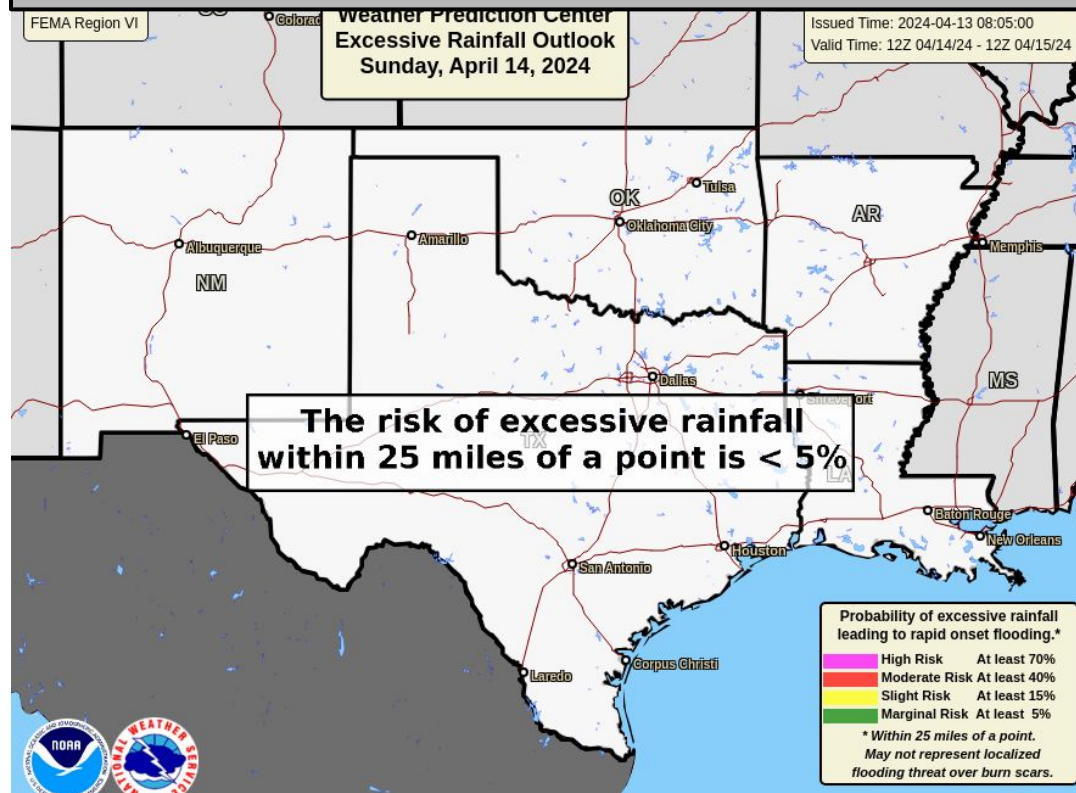 FEMA Region VI
Weather Prediction Center
Excessive Rainfall Outlook
Sunday, April 14, 2024
Issued Time: 2024-04-13 08:05:00
Valid Time: 12Z 04/14/24 - 12Z 04/15/24
Tulsa
OK
Oklahoma City
AR
Albuquerque
Amarillo
Memphis
NM
Dallas
MS
Shreveport
The risk of excessive rainfall
within 25 miles of a point is < 5%
El Paso
TX
LA
Baton Rouge
New Orleans
Houston
San Antonio
Corpus Christi
Laredo
Probability of excessive rainfall
leading to rapid onset flooding.*
High Risk At least 70%
Moderate Risk At least 40%
Slight Risk At least 15%
Marginal Risk At least 5%
* Within 25 miles of a point.
May not represent localized
flooding threat over burn scars.
NOAA